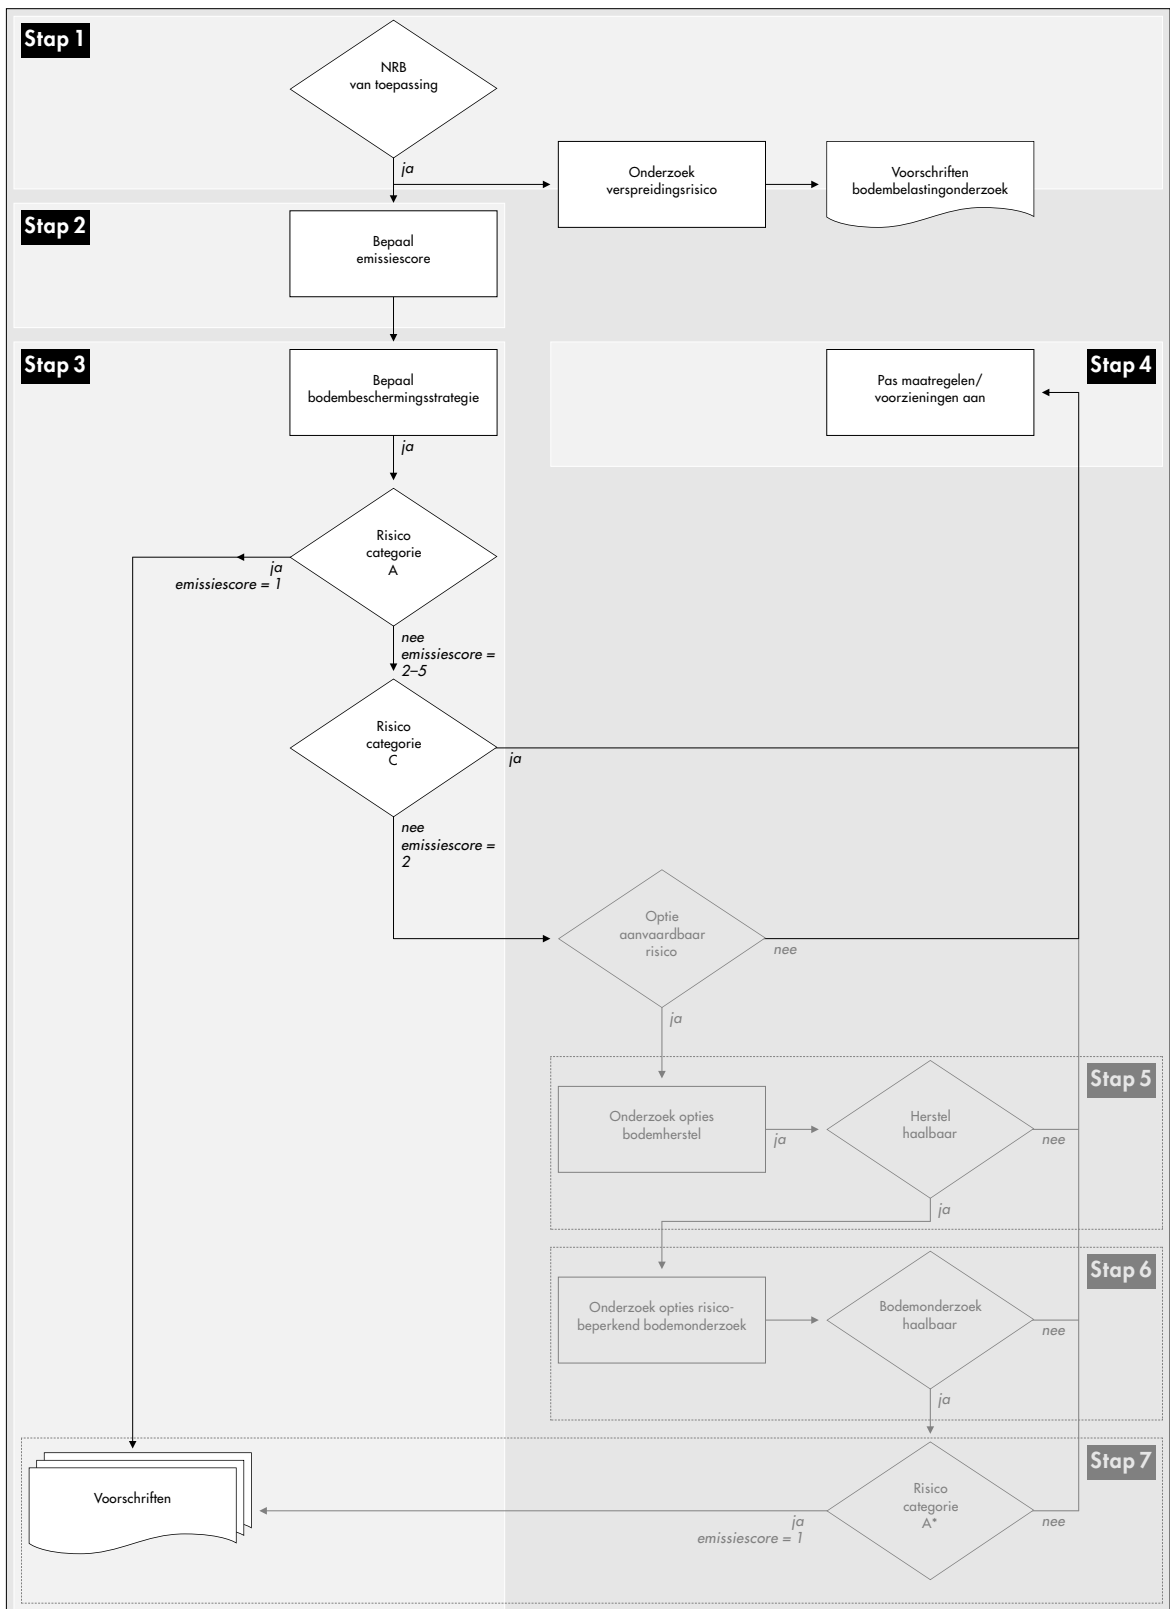 Stap 1
NRB
van toepassing
ja
Onderzoek
verspreidingsrisico
Voorschriften
bodembelastingonderzoek
Stap 2
Bepaal
emissiescore
Stap 3
Bepaal
bodembeschermingsstrategie
ja
Stap 4
Pas maatregelen/
voorzieningen aan
Risico
categorie
A
ja
emissiescore = 1
nee
emissiescore =
2–5
Risico
categorie
C
ja
nee
emissiescore =
2
Optie
aanvaardbaar
risico
nee
ja
Stap 5
Onderzoek opties
bodemherstel
ja
Herstel
haalbaar
nee
ja
Stap 6
Onderzoek opties risico-
beperkend bodemonderzoek
Bodemonderzoek
haalbaar
nee
ja
Stap 7
Voorschriften
Risico
categorie
A*
ja
emissiescore = 1
nee